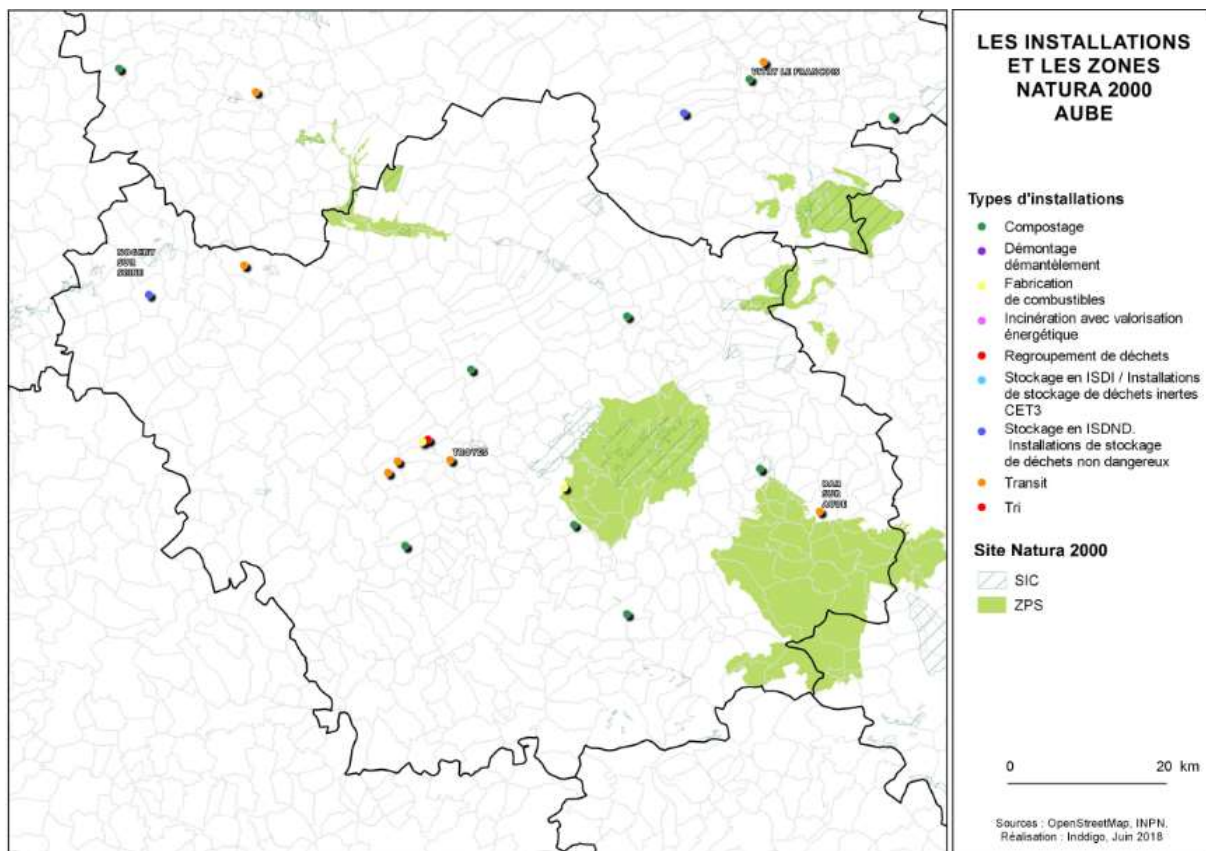 LES INSTALLATIONS
ET LES ZONES
NATURA 2000
AUBE
Types d'installations
Compostage
Démontage
démantèlement
Fabrication
de combustibles
Incinération avec valorisation
énergétique
Regroupement de déchets
Stockage en ISDI / Installations
de stockage de déchets inertes
CET3
Stockage en ISDND.
Installations de stockage
de déchets non dangereux
Transit
Tri
Site Natura 2000
SIC
ZPS
0 20 km
Sources : OpenStreetMap, INPN,
Réalisation : Inddigo, Juin 2018
VITRY LE FRANCOIS
NOGENT
SUR
SEINE
TROYES
BAR
SUR
AUBE